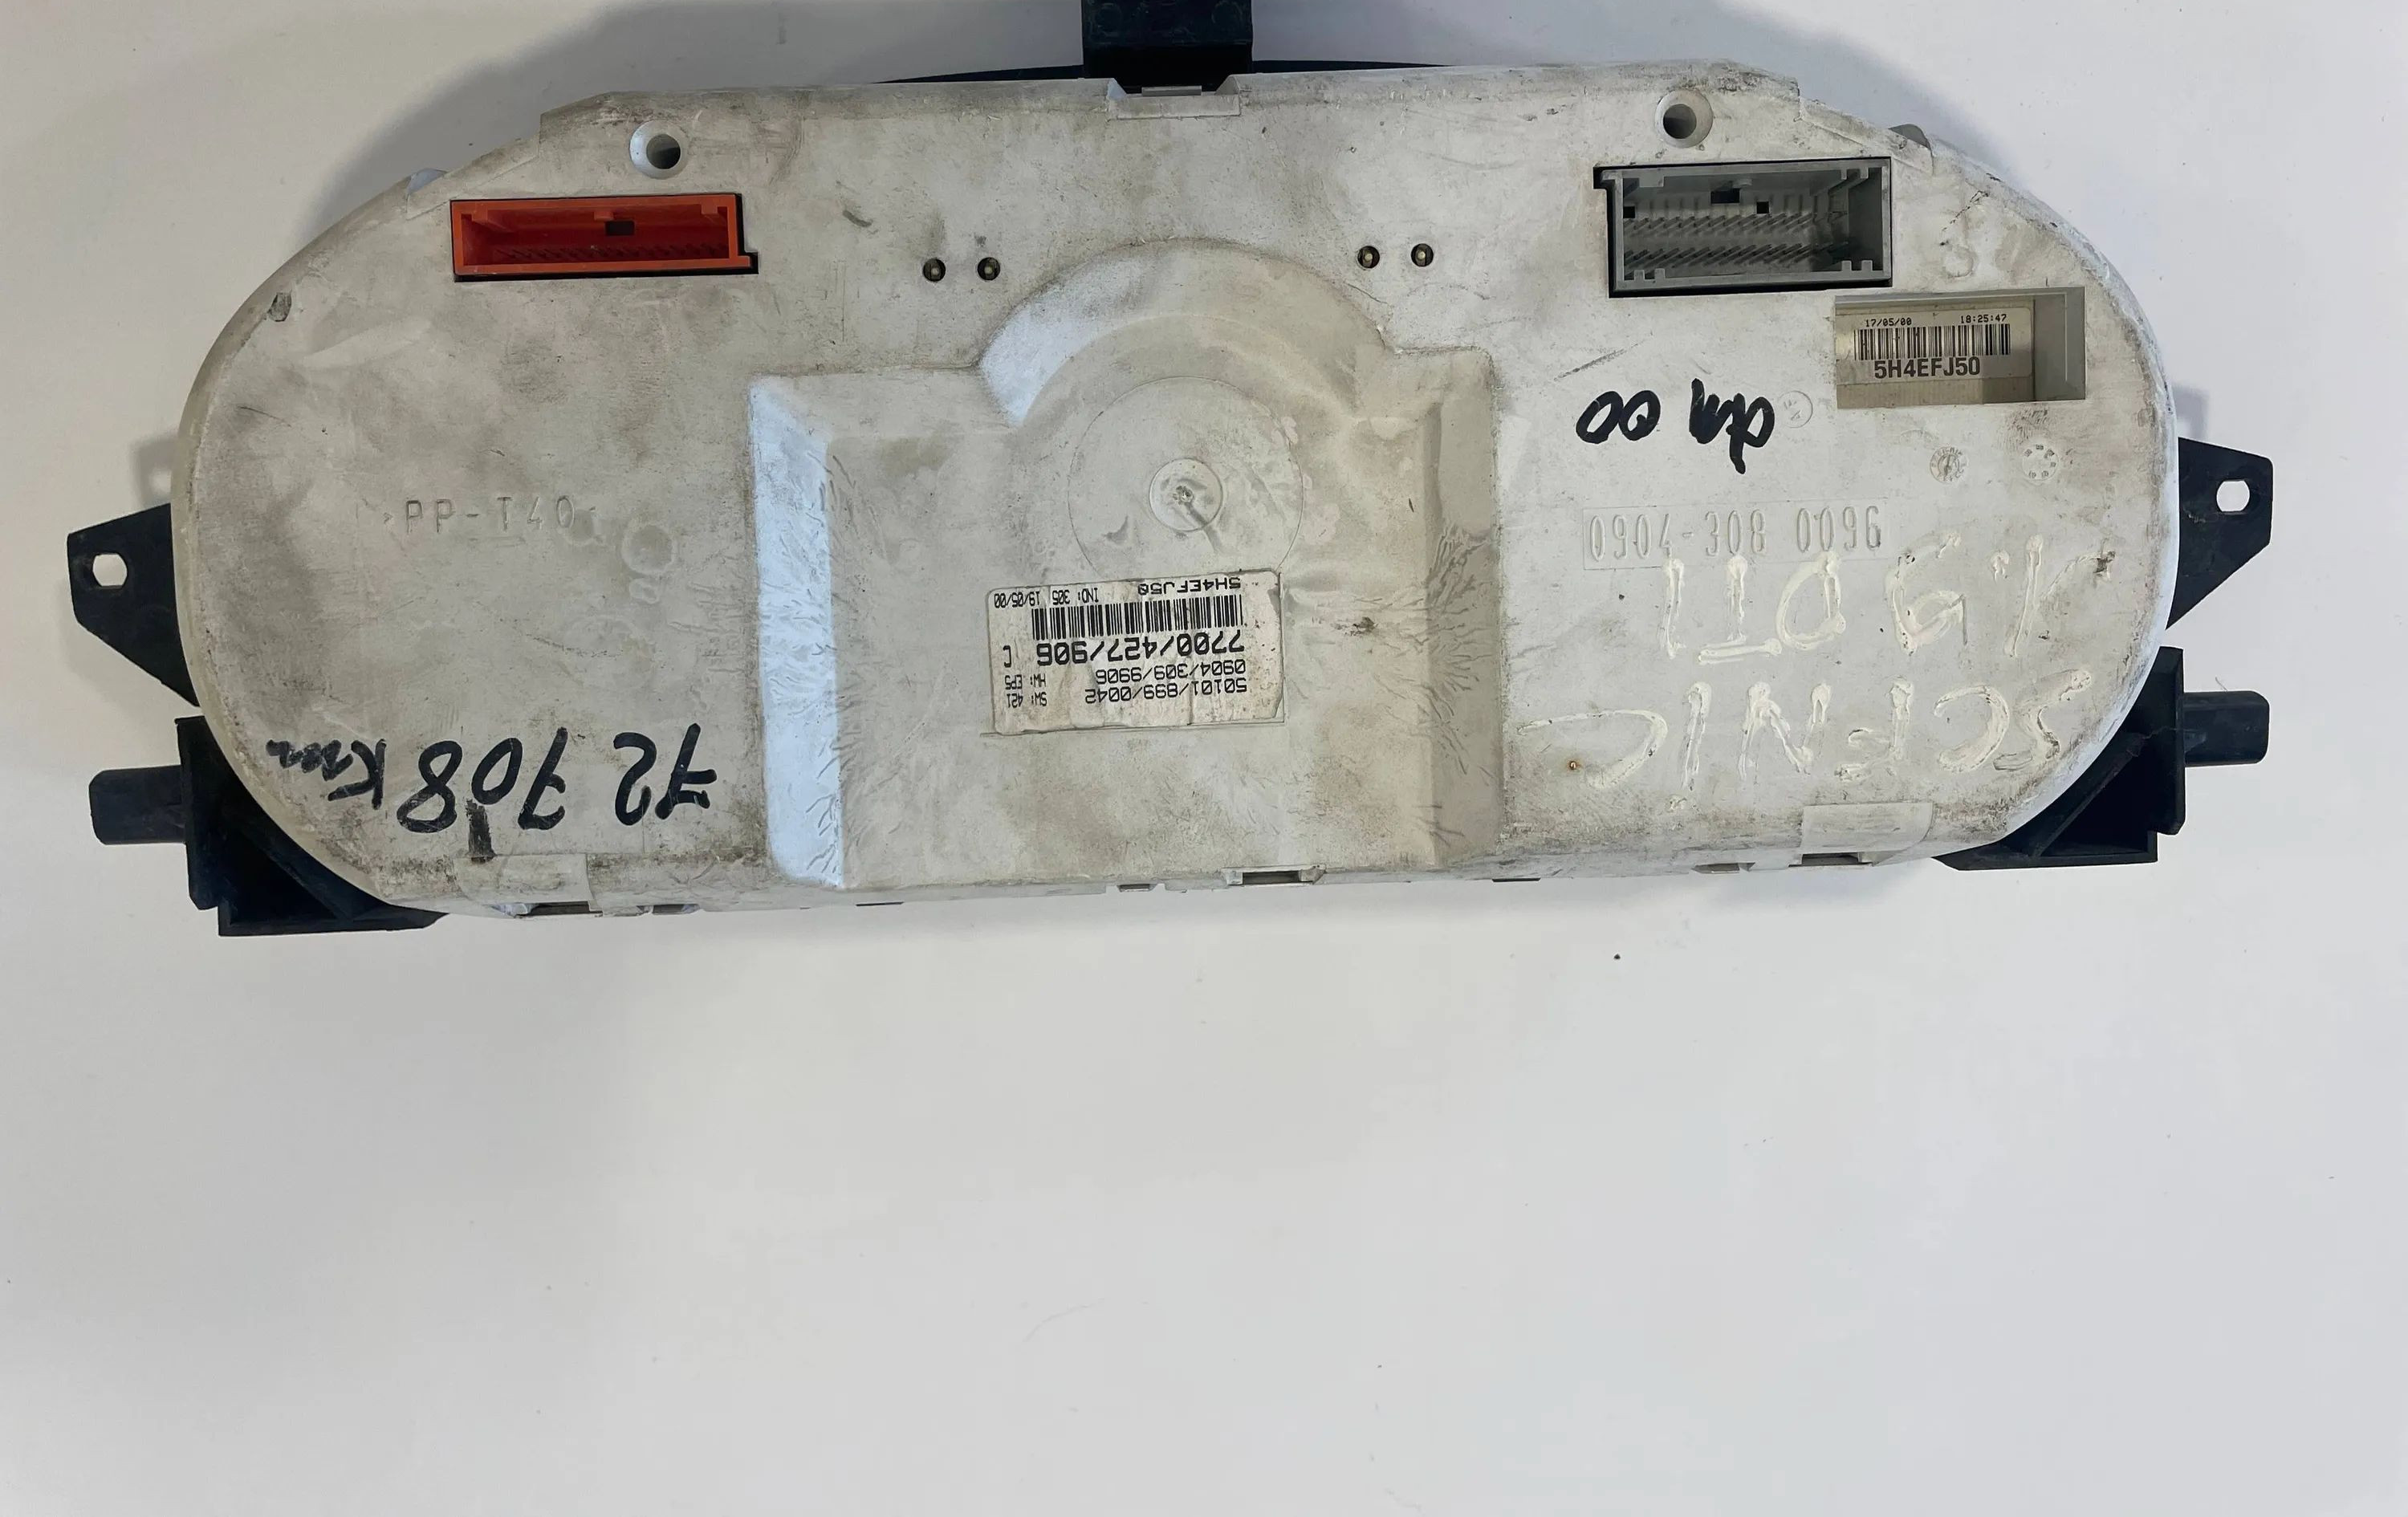 17/05/00 18:25:47
5H4EFJ50
an 00
>PP-T40<
0904-308 0096
1.9 DTI
SCENIC
72 708 Km
50101/899/0042 SW: 421
0904/309/9906 HW: EP5
7700/427/906 C
5H4EFJ50 IND: 305 19/05/00